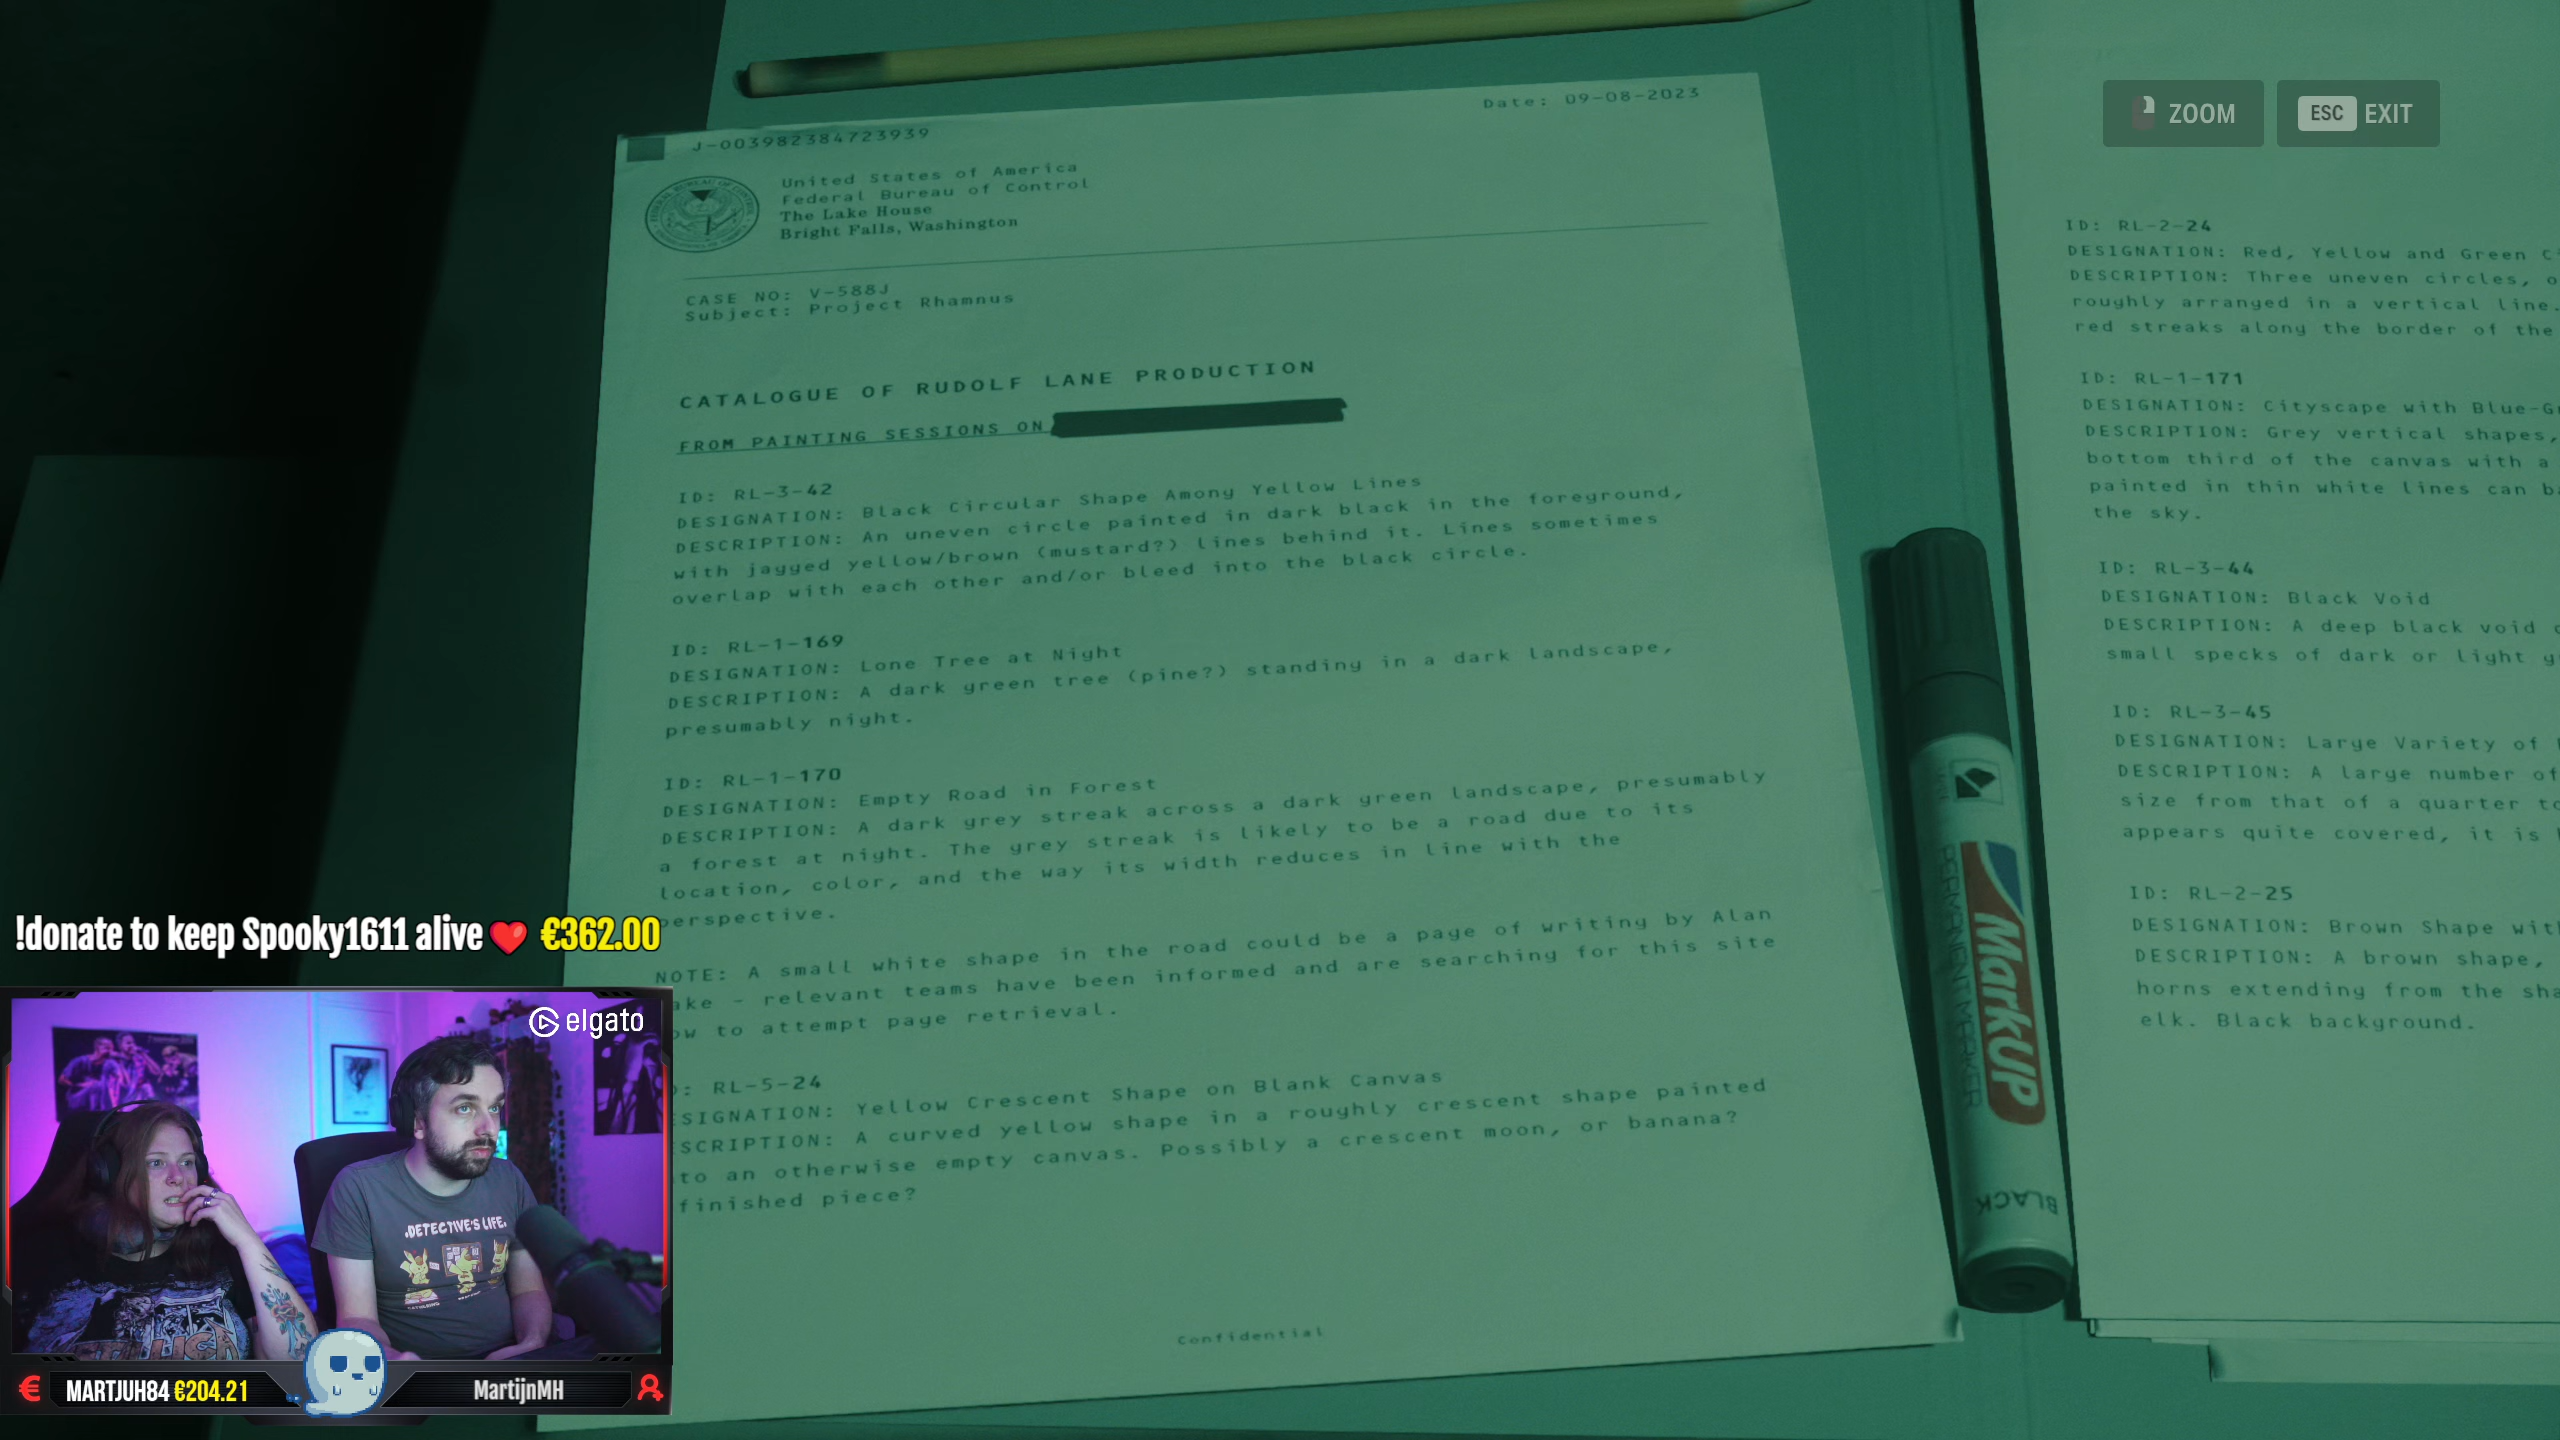 ZOOM
ESC EXIT
Date: 09-08-2023
J-003982384723939
United States of America
Federal Bureau of Control
The Lake House
Bright Falls, Washington
CASE NO: V-588J
Subject: Project Rhamnus
CATALOGUE OF RUDOLF LANE PRODUCTION
FROM PAINTING SESSIONS ON
ID: RL-3-42
DESIGNATION: Black Circular Shape Among Yellow Lines
DESCRIPTION: An uneven circle painted in dark black in the foreground,
with jagged yellow/brown (mustard?) lines behind it. Lines sometimes
overlap with each other and/or bleed into the black circle.
ID: RL-1-169
DESIGNATION: Lone Tree at Night
DESCRIPTION: A dark green tree (pine?) standing in a dark landscape,
presumably night.
ID: RL-1-170
DESIGNATION: Empty Road in Forest
DESCRIPTION: A dark grey streak across a dark green landscape, presumably
a forest at night. The grey streak is likely to be a road due to its
location, color, and the way its width reduces in line with the
perspective.
NOTE: A small white shape in the road could be a page of writing by Alan
ake - relevant teams have been informed and are searching for this site
ow to attempt page retrieval.
: RL-5-24
ESIGNATION: Yellow Crescent Shape on Blank Canvas
SCRIPTION: A curved yellow shape in a roughly crescent shape painted
to an otherwise empty canvas. Possibly a crescent moon, or banana?
finished piece?
Confidential
ID: RL-2-24
DESIGNATION: Red, Yellow and Green C
DESCRIPTION: Three uneven circles, o
roughly arranged in a vertical line.
red streaks along the border of the
ID: RL-1-171
DESIGNATION: Cityscape with Blue-G
DESCRIPTION: Grey vertical shapes,
bottom third of the canvas with a
painted in thin white lines can b
the sky.
ID: RL-3-44
DESIGNATION: Black Void
DESCRIPTION: A deep black void
small specks of dark or light g
ID: RL-3-45
DESIGNATION: Large Variety of
DESCRIPTION: A large number of
size from that of a quarter to
appears quite covered, it is
ID: RL-2-25
DESIGNATION: Brown Shape wit
DESCRIPTION: A brown shape,
horns extending from the sha
elk. Black background.
MarkUP
PERMANENT MARKER
BLACK
!donate to keep Spooky1611 alive ❤ €362.00
elgato
DETECTIVE'S LIFE
€ MARTJUH84 €204.21
MartijnMH